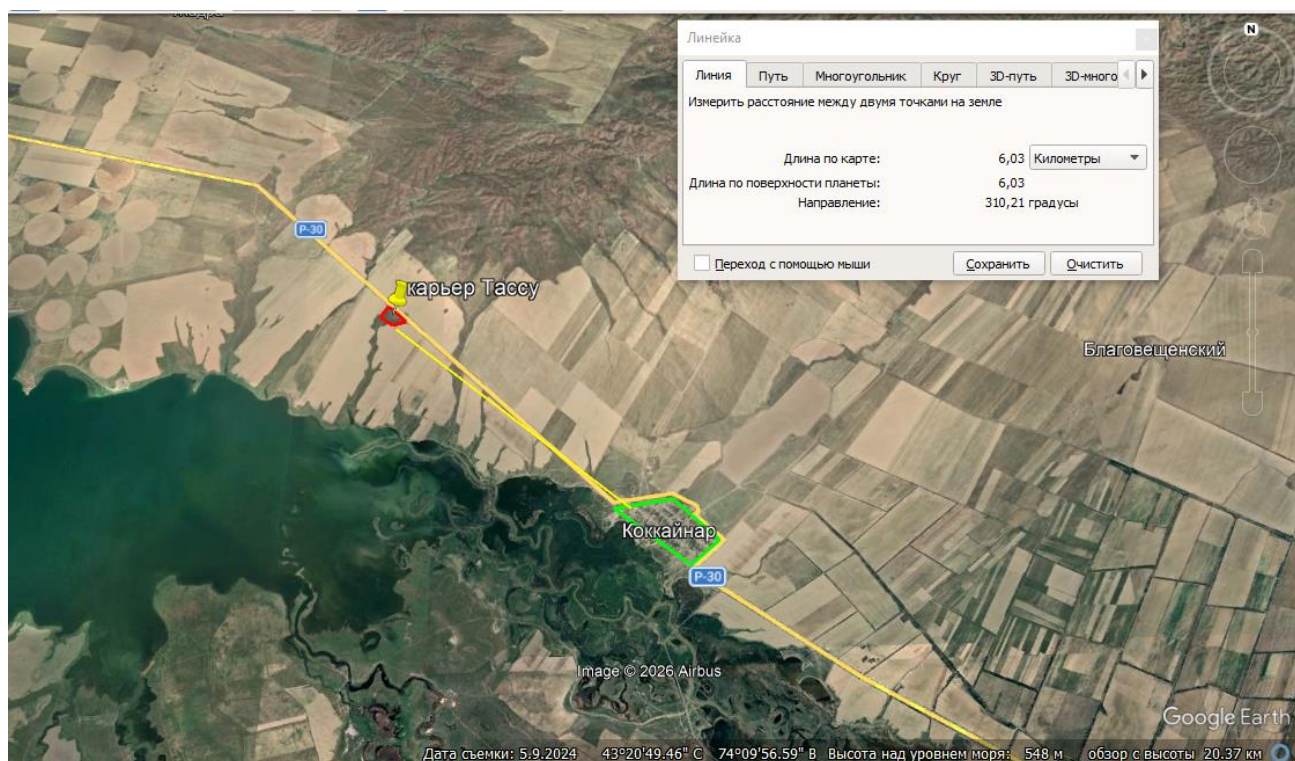 Линейка
Линия Путь Многоугольник Круг 3D-путь 3D-много
Измерить расстояние между двумя точками на земле
Длина по карте: 6,03 Километры
Длина по поверхности планеты: 6,03
Направление: 310,21 градусы
Переход с помощью мыши Сохранить Очистить
N
P-30
карьер Тассу
Благовещенский
Коккайнар
P-30
Image © 2026 Airbus
Google Earth
Дата съемки: 5.9.2024 43°20'49.46" С 74°09'56.59" В Высота над уровнем моря: 548 м обзор с высоты 20.37 км